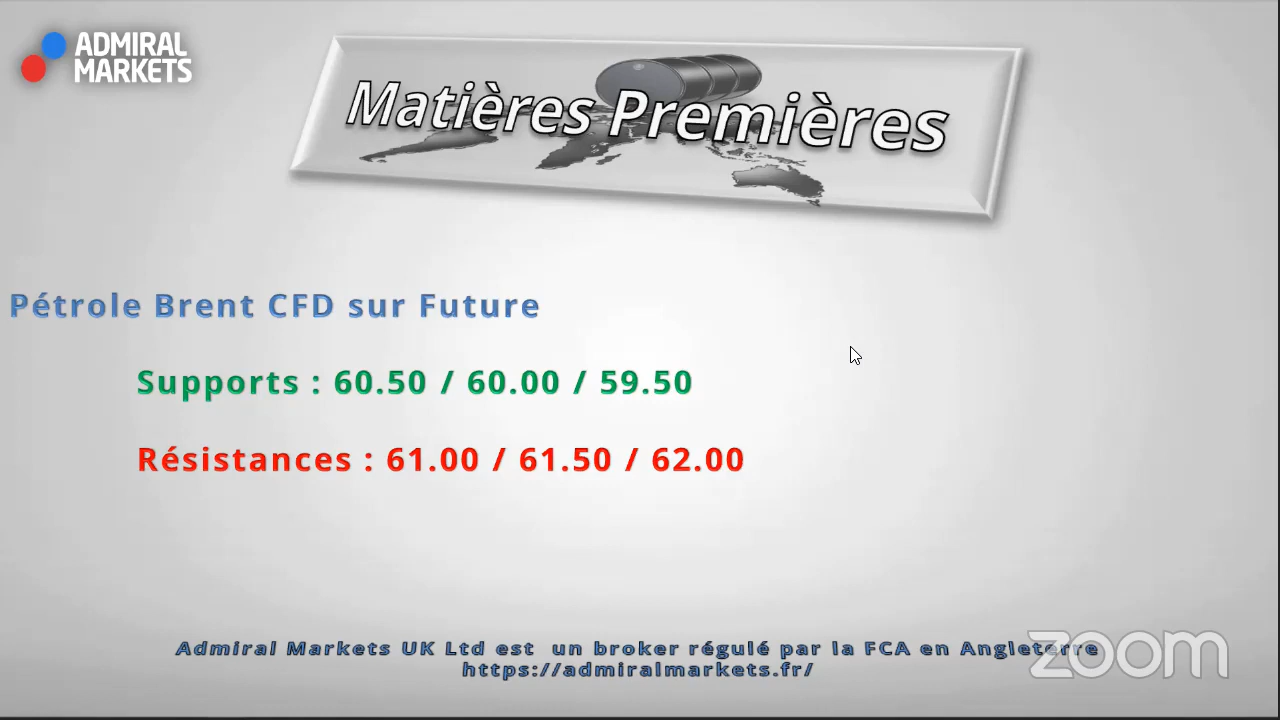 ADMIRAL
MARKETS
Matières Premières
Pétrole Brent CFD sur Future
Supports : 60.50 / 60.00 / 59.50
Résistances : 61.00 / 61.50 / 62.00
Admiral Markets UK Ltd est un broker régulé par la FCA en Angleterre
https://admiralmarkets.fr/
zoom